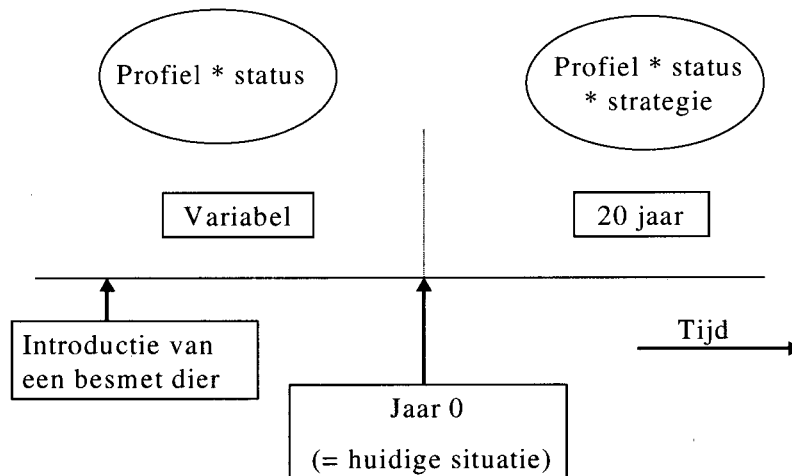 Profiel * status
Profiel * status
* strategie
Variabel
20 jaar
Introductie van
een besmet dier
Tijd
Jaar 0
(= huidige situatie)